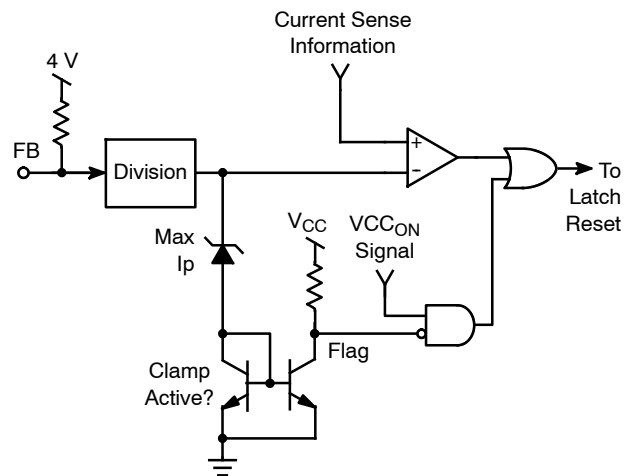 Current Sense
Information
4 V
FB
Division
+
-
To
Latch
Reset
Max
Ip
VCC
VCCON
Signal
Flag
Clamp
Active?